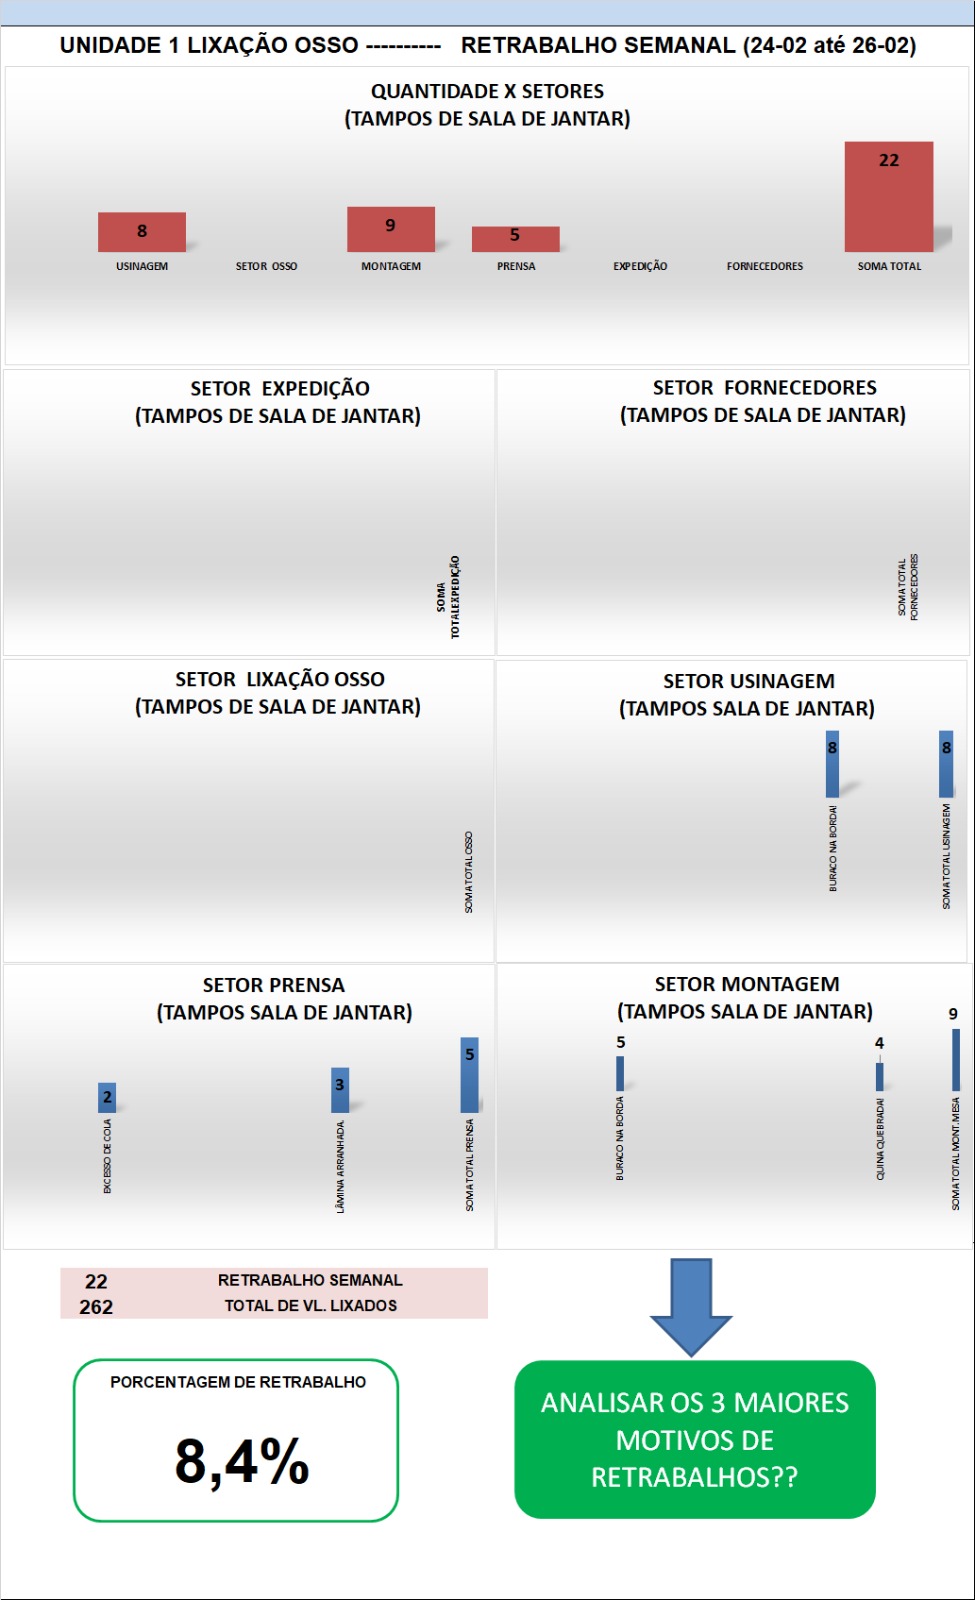 UNIDADE 1 LIXAÇÃO OSSO ---------- RETRABALHO SEMANAL (24-02 até 26-02)
QUANTIDADE X SETORES
(TAMPOS DE SALA DE JANTAR)
8
9
5
22
USINAGEM
SETOR OSSO
MONTAGEM
PRENSA
EXPEDIÇÃO
FORNECEDORES
SOMA TOTAL
SETOR EXPEDIÇÃO
(TAMPOS DE SALA DE JANTAR)
SOMA
TOTALEXPEDIÇÃO
SETOR FORNECEDORES
(TAMPOS DE SALA DE JANTAR)
SOMA TOTAL
FORNECEDORES
SETOR LIXAÇÃO OSSO
(TAMPOS DE SALA DE JANTAR)
SOMA TOTAL OSSO
SETOR USINAGEM
(TAMPOS SALA DE JANTAR)
8
8
BURACO NA BORDA!
SOMA TOTAL USINAGEM
SETOR PRENSA
(TAMPOS SALA DE JANTAR)
2
3
5
EXCESSO DE COLA
LÂMINA ARRANHADA.
SOMA TOTAL PRENSA
SETOR MONTAGEM
(TAMPOS SALA DE JANTAR)
5
4
9
BURACO NA BORDA
QUINA QUEBRADA!
SOMA TOTAL MONT. MESA
22 RETRABALHO SEMANAL
262 TOTAL DE VL. LIXADOS
PORCENTAGEM DE RETRABALHO
8,4%
ANALISAR OS 3 MAIORES
MOTIVOS DE
RETRABALHOS??